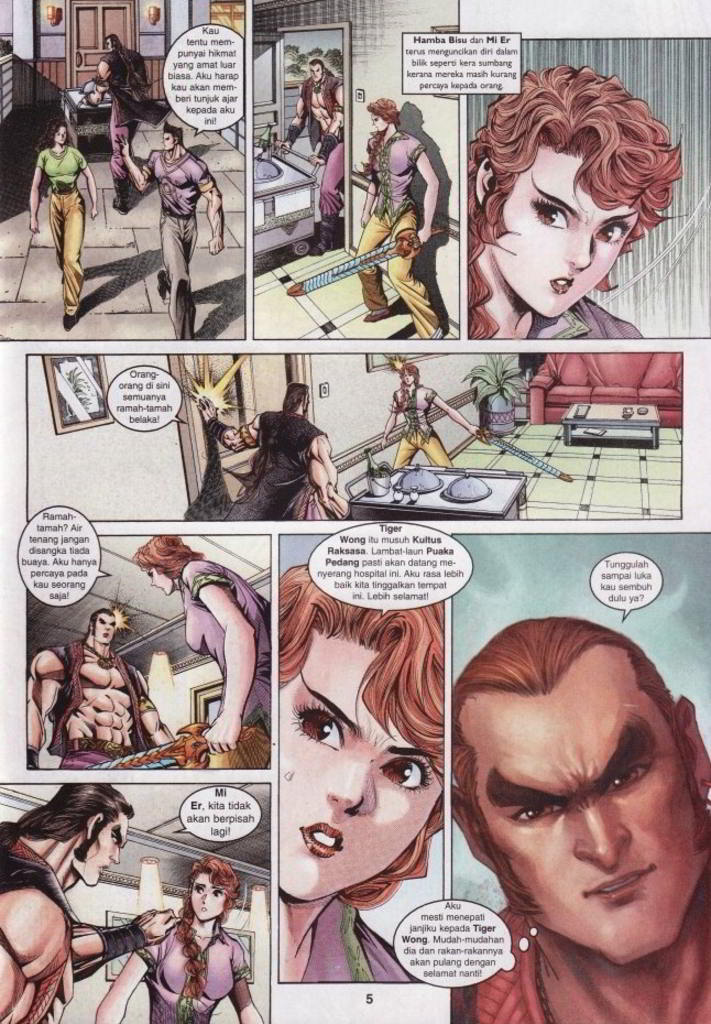 Kau
tentu mem-
punyai hikmat
yang amat luar
biasa. Aku harap
kau akan mem-
beri tunjuk ajar
kepada aku
ini!
Hamba Bisu dan Mi Er
terus menguncikan diri dalam
bilik seperti kera sumbang
kerana mereka masih kurang
percaya kepada orang.
Orang-
orang di sini
semuanya
ramah-tamah
belaka!
Ramah-
tamah? Air
tenang jangan
disangka tiada
buaya. Aku hanya
percaya pada
kau seorang
saja!
Tiger
Wong itu musuh Kultus
Raksasa. Lambat-laun Puaka
Pedang pasti akan datang me-
nyerang hospital ini. Aku rasa lebih
baik kita tinggalkan tempat
ini. Lebih selamat!
Tunggulah
sampai luka
kau sembuh
dulu ya?
Mi
Er, kita tidak
akan berpisah
lagi!
Aku
mesti menepati
janjiku kepada Tiger
Wong. Mudah-mudahan
dia dan rakan-rakannya
akan pulang dengan
selamat nanti!
5